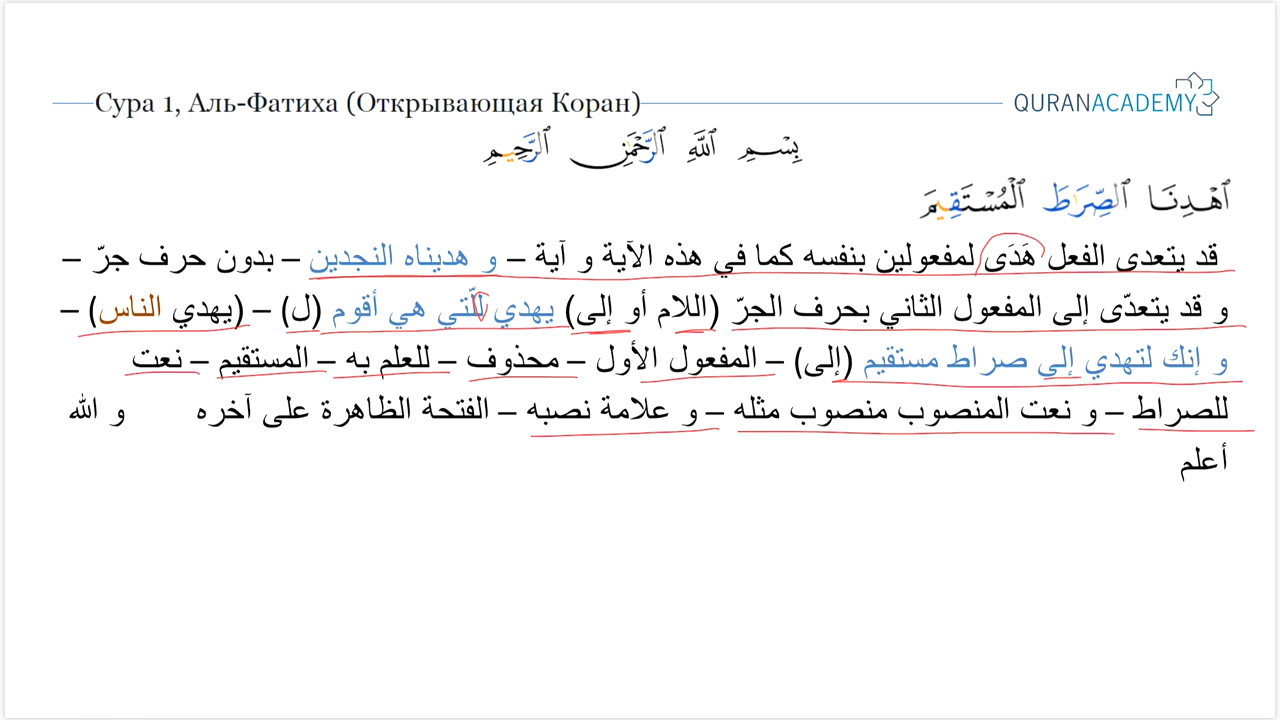 Сура 1, Аль-Фатиха (Открывающая Коран)
QURANACADEMY
بِسْمِ ٱللَّهِ ٱلرَّحْمَٰنِ ٱلرَّحِيمِ
ٱهْدِنَا ٱلصِّرَٰطَ ٱلْمُسْتَقِيمَ
قد يتعدى الفعل هَدَى لمفعولين بنفسه كما في هذه الآية و آية – و هديناه النجدين – بدون حرف جرّ –
و قد يتعدّى إلى المفعول الثاني بحرف الجرّ (اللام أو إلى) يهدي للّتي هي أقوم (ل) – (يهدي الناس) –
و إنك لتهدي إلى صراط مستقيم (إلى) – المفعول الأول – محذوف – للعلم به – المستقيم – نعت
للصراط – و نعت المنصوب منصوب مثله – و علامة نصبه – الفتحة الظاهرة على آخره و الله
أعلم